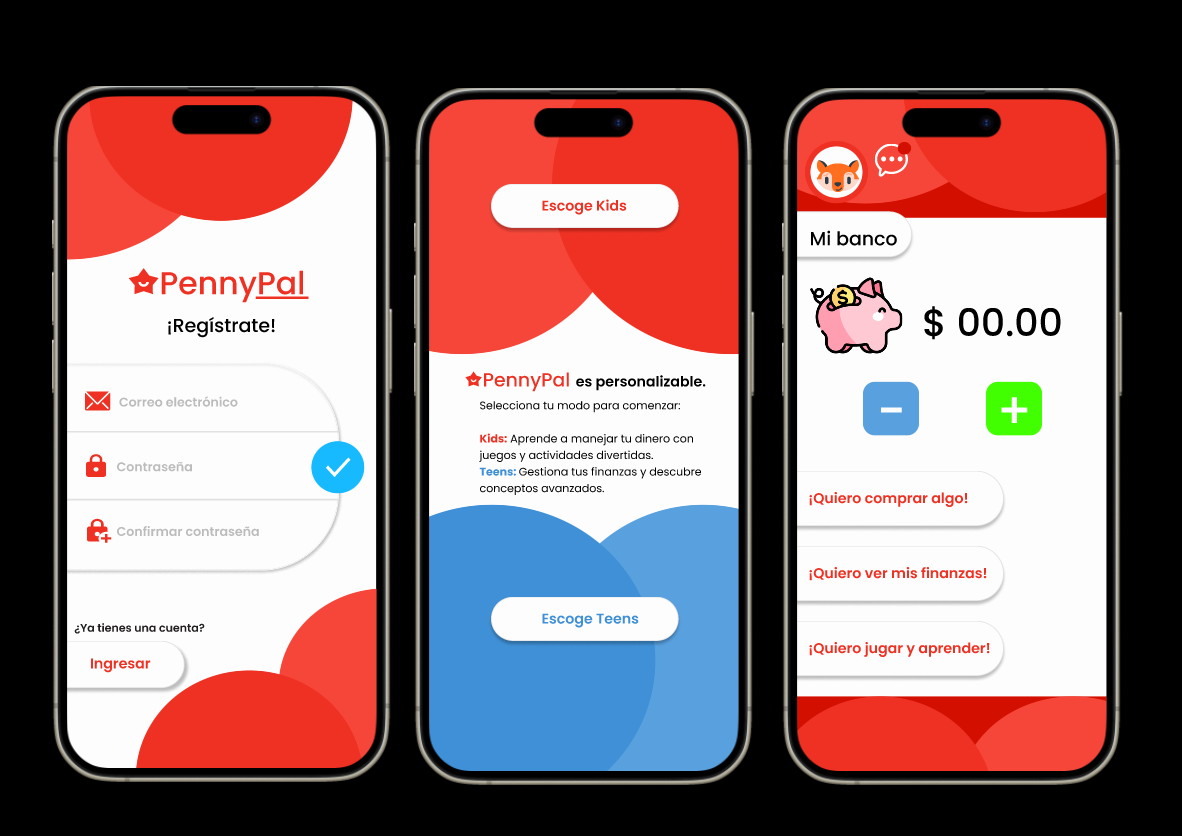 PennyPal
¡Regístrate!
Correo electrónico
Contraseña
Confirmar contraseña
¿Ya tienes una cuenta?
Ingresar
Escoge Kids
PennyPal es personalizable.
Selecciona tu modo para comenzar:
Kids: Aprende a manejar tu dinero con
juegos y actividades divertidas.
Teens: Gestiona tus finanzas y descubre
conceptos avanzados.
Escoge Teens
Mi banco
$
$ 00.00
−
+
¡Quiero comprar algo!
¡Quiero ver mis finanzas!
¡Quiero jugar y aprender!